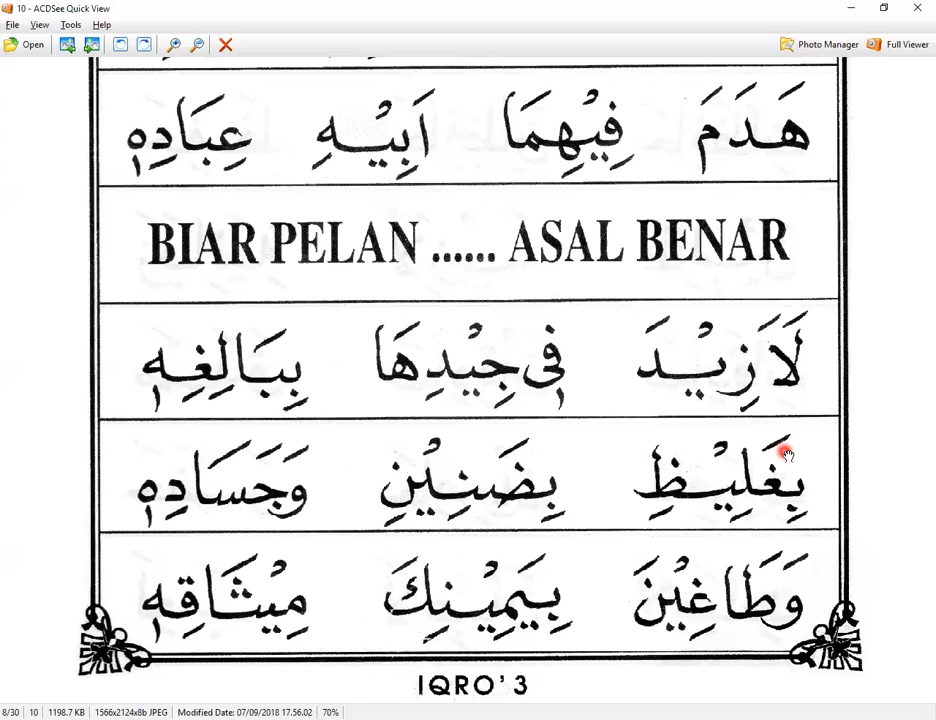 10 - ACDSee Quick View
File View Tools Help
Open Photo Manager Full Viewer
هَدَمَ فِيْهِمَا اَبِيْهِ عِبَادِهٖ
BIAR PELAN ...... ASAL BENAR
لَاَزِيْدَ فِيْ جِيْدِهَا بِبَالِغِهٖ
بِغَلِيْظِ بِضَنِيْنِ وَجَسَادِهٖ
وَطَاغِيْنَ بِيَمِيْنِكَ مِيْثَاقِهٖ
IQRO' 3
8/30 10 1198.7 KB 1566x2124x8b JPEG Modified Date: 07/09/2018 17.56.02 70%